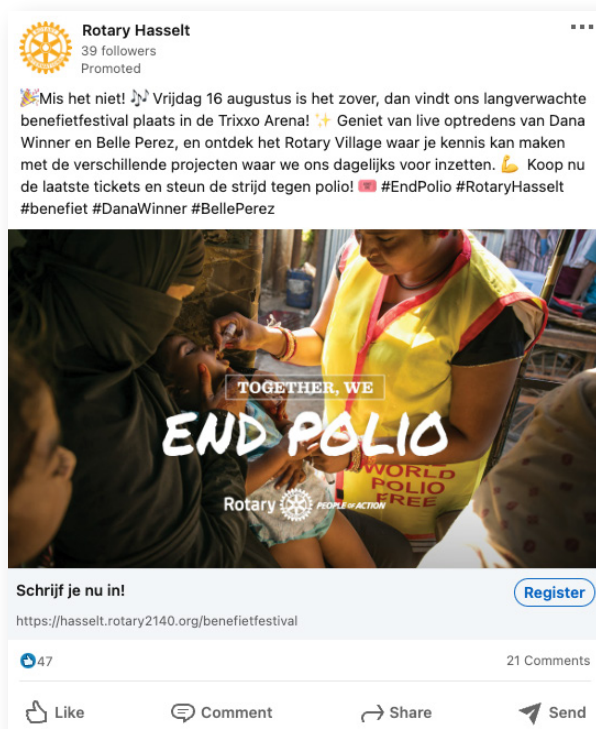 Rotary Hasselt
39 followers
Promoted
🎉Mis het niet! 🎶 Vrijdag 16 augustus is het zover, dan vindt ons langverwachte
benefietfestival plaats in de Trixxo Arena! ✨ Geniet van live optredens van Dana
Winner en Belle Perez, en ontdek het Rotary Village waar je kennis kan maken
met de verschillende projecten waar we ons dagelijks voor inzetten. 💪 Koop nu
de laatste tickets en steun de strijd tegen polio! 🎟️ #EndPolio #RotaryHasselt
#benefiet #DanaWinner #BellePerez
TOGETHER, WE
END POLIO
WORLD
POLIO
FREE
Rotary PEOPLE OF ACTION
Schrijf je nu in!
Register
https://hasselt.rotary2140.org/benefietfestival
47
21 Comments
Like Comment Share Send